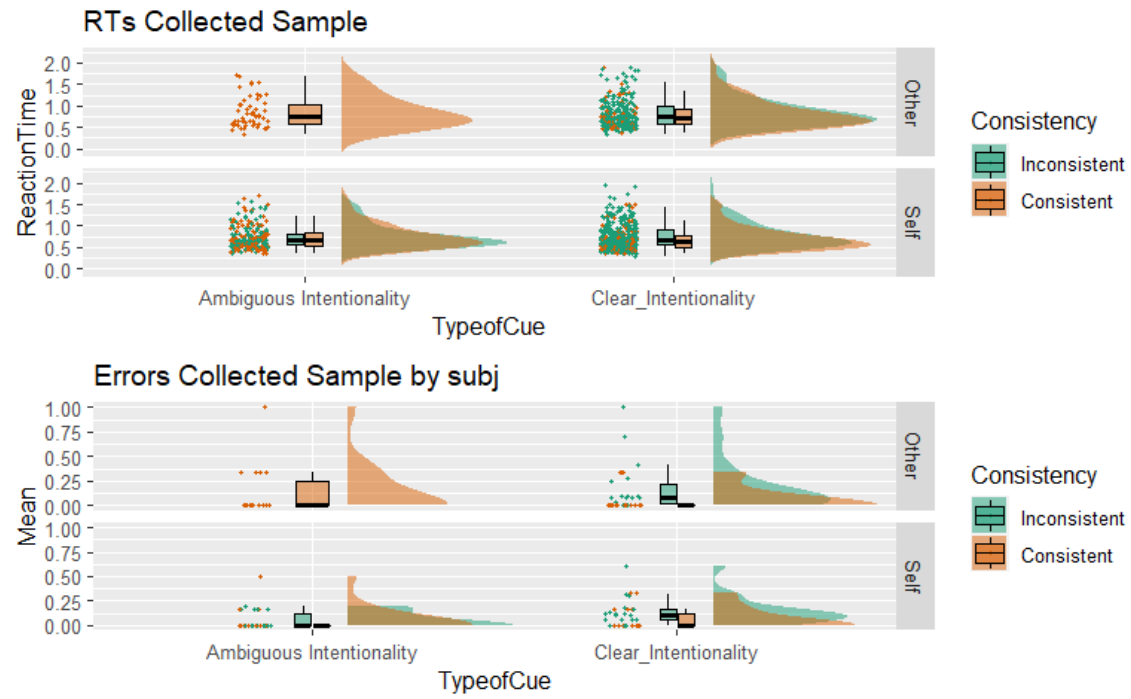 RTs Collected Sample
ReactionTime
2.0
1.5
1.0
0.5
0.0
Other
2.0
1.5
1.0
0.5
0.0
Self
Ambiguous Intentionality
Clear_Intentionality
TypeofCue
Consistency
Inconsistent
Consistent
Errors Collected Sample by subj
Mean
1.00
0.75
0.50
0.25
0.00
Other
1.00
0.75
0.50
0.25
0.00
Self
Ambiguous Intentionality
Clear_Intentionality
TypeofCue
Consistency
Inconsistent
Consistent